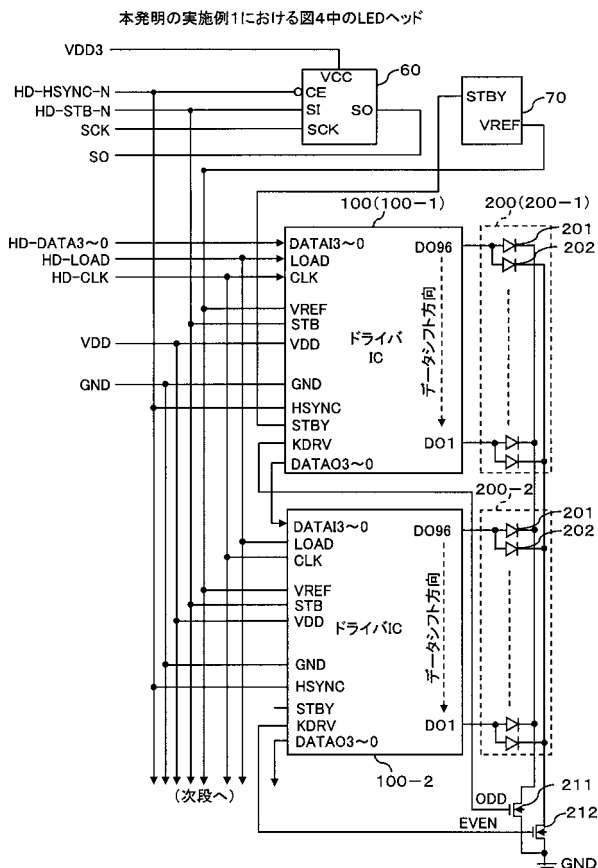 本発明の実施例1における図4中のLEDヘッド
VDD3
60
VCC
HD-HSYNC-N
CE
HD-STB-N
SI
SO
SCK
SCK
SO
STBY
70
VREF
100(100-1)
200(200-1)
201
202
HD-DATA3～0
DATAI3～0
DO96
HD-LOAD
LOAD
HD-CLK
CLK
VREF
STB
VDD
VDD
ドライバ
IC
データシフト方向
GND
GND
HSYNC
STBY
KDRV
DO1
DATAO3～0
200-2
201
202
DATAI3～0
DO96
LOAD
CLK
VREF
STB
VDD
ドライバIC
データシフト方向
GND
HSYNC
STBY
KDRV
DO1
DATAO3～0
(次段へ)
100-2
ODD
211
EVEN
212
GND